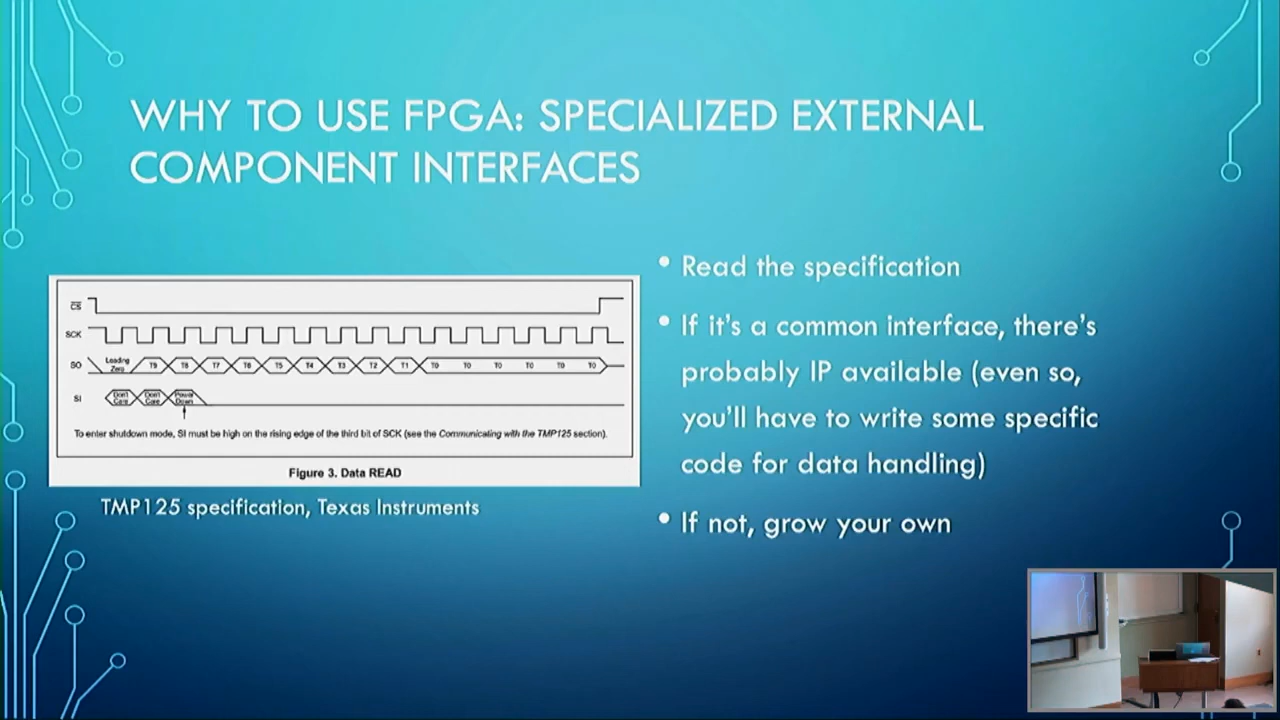 WHY TO USE FPGA: SPECIALIZED EXTERNAL
COMPONENT INTERFACES
CS
SCK
SO Leading Zero T9 T8 T7 T6 T5 T4 T3 T2 T1 T0 T0 T0 T0 T0 T0
SI Don't Care Don't Care Power Down
To enter shutdown mode, SI must be high on the rising edge of the third bit of SCK (see the Communicating with the TMP125 section).
Figure 3. Data READ
TMP125 specification, Texas Instruments
• Read the specification
• If it's a common interface, there's
probably IP available (even so,
you'll have to write some specific
code for data handling)
• If not, grow your own